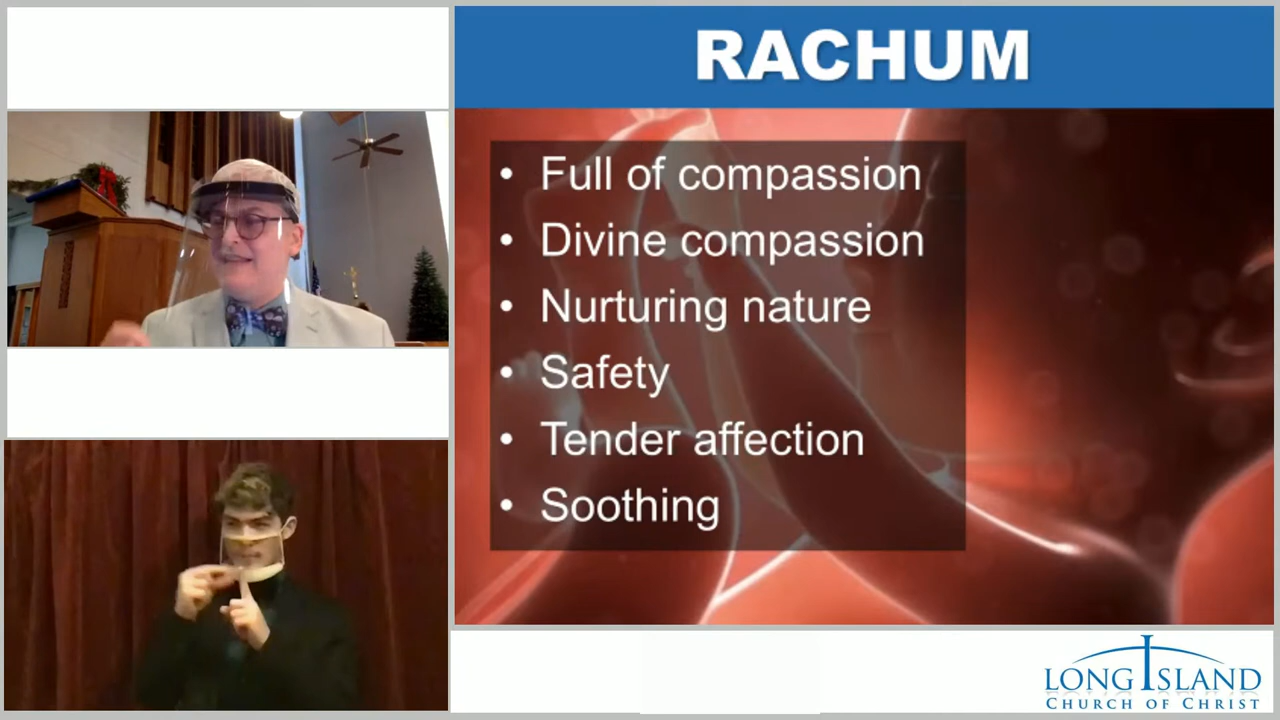 RACHUM
• Full of compassion
• Divine compassion
• Nurturing nature
• Safety
• Tender affection
• Soothing
LONG ISLAND
CHURCH OF CHRIST